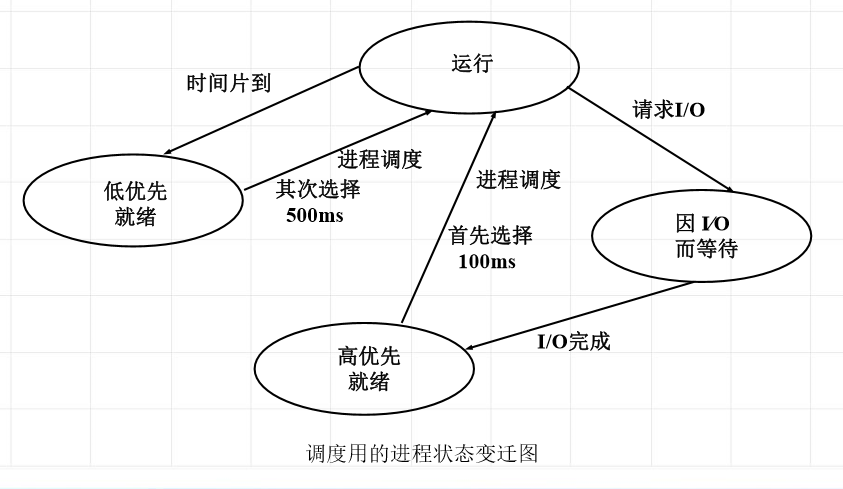 运行
时间片到
请求I/O
进程调度
进程调度
低优先
就绪
其次选择
500ms
因 I/O
而等待
首先选择
100ms
I/O完成
高优先
就绪
调度用的进程状态变迁图